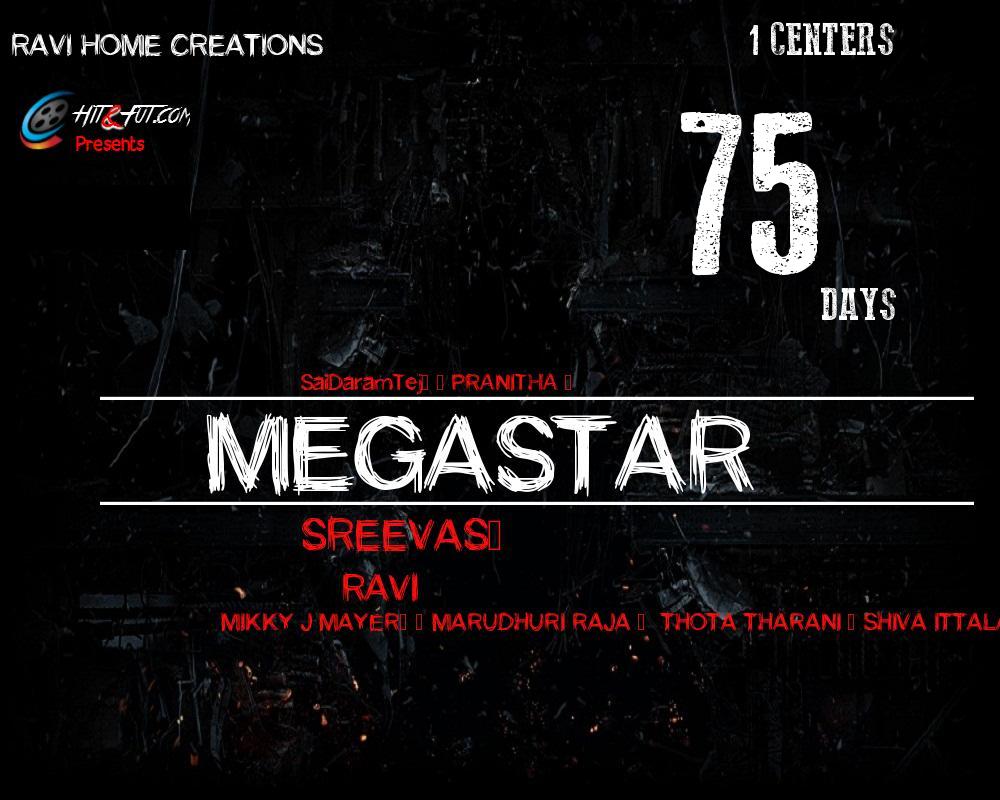 RAVI HOME CREATIONS
1 CENTERS
HIT&FUT.COM
Presents
75
DAYS
SaiDaramTej PRANITHA
MEGASTAR
SREEVAS
RAVI
MIKKY J MAYER MARUDHURI RAJA THOTA THARANI SHIVA ITTALA